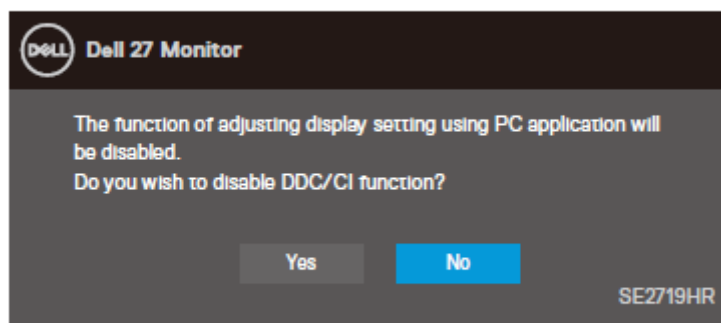 DELL Dell 27 Monitor
The function of adjusting display setting using PC application will
be disabled.
Do you wish to disable DDC/CI function?
Yes No
SE2719HR